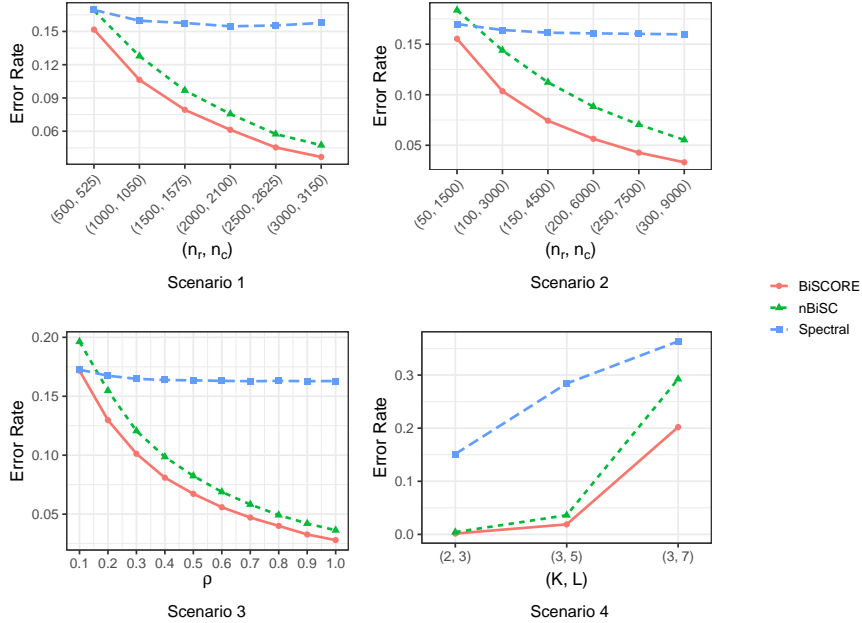 Error Rate
0.15
0.12
0.09
0.06
(500, 525)
(1000, 1050)
(1500, 1575)
(2000, 2100)
(2500, 2625)
(3000, 3150)
(nr, nc)
Scenario 1
Error Rate
0.15
0.10
0.05
(50, 1500)
(100, 3000)
(150, 4500)
(200, 6000)
(250, 7500)
(300, 9000)
(nr, nc)
Scenario 2
BiSCORE
nBiSC
Spectral
Error Rate
0.20
0.15
0.10
0.05
0.1 0.2 0.3 0.4 0.5 0.6 0.7 0.8 0.9 1.0
ρ
Scenario 3
Error Rate
0.3
0.2
0.1
0.0
(2, 3) (3, 5) (3, 7)
(K, L)
Scenario 4